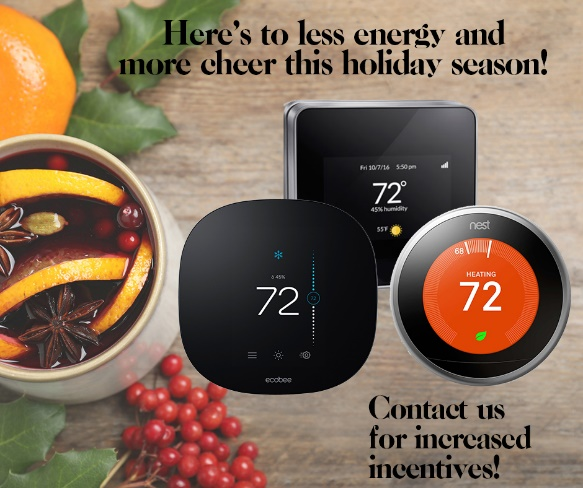 Here's to less energy and
more cheer this holiday season!
Fri 10/7/16 5:50 pm
72°
45% humidity
55°F
nest
68
HEATING
72
72
ecobee
Contact us
for increased
incentives!